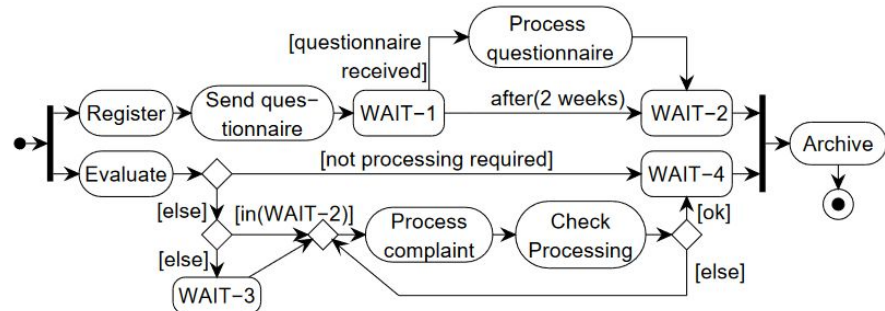 Process
questionnaire
[questionnaire
received]
Register
Send ques-
tionnaire
WAIT-1
after(2 weeks)
WAIT-2
Archive
Evaluate
[not processing required]
WAIT-4
[else]
[in(WAIT-2)]
Process
complaint
Check
Processing
[ok]
[else]
[else]
WAIT-3